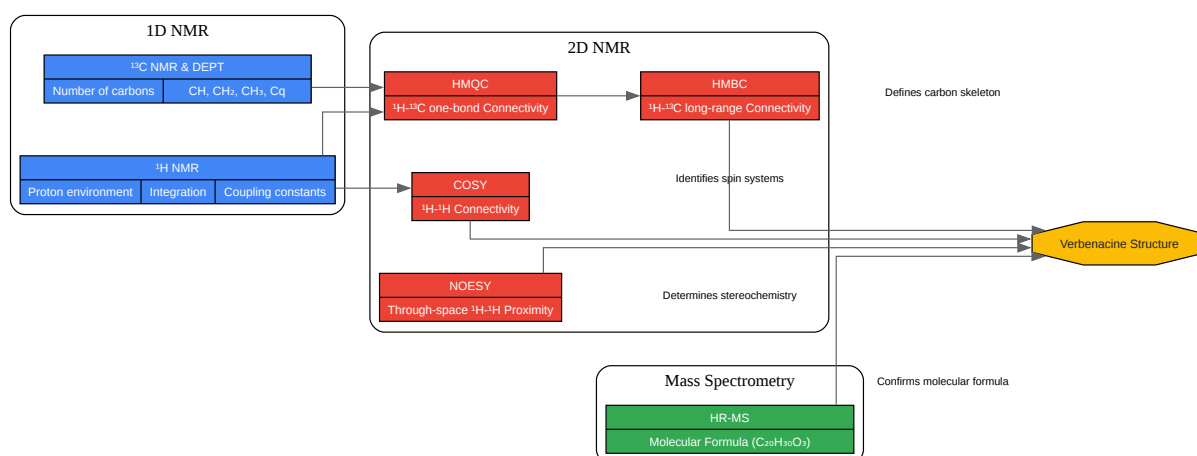 1D NMR
¹³C NMR & DEPT
Number of carbons
CH, CH₂, CH₃, Cq
¹H NMR
Proton environment
Integration
Coupling constants
2D NMR
HMQC
¹H-¹³C one-bond Connectivity
HMBC
¹H-¹³C long-range Connectivity
COSY
¹H-¹H Connectivity
NOESY
Through-space ¹H-¹H Proximity
Defines carbon skeleton
Identifies spin systems
Determines stereochemistry
Verbenacine Structure
Mass Spectrometry
HR-MS
Molecular Formula (C₂₀H₃₀O₃)
Confirms molecular formula